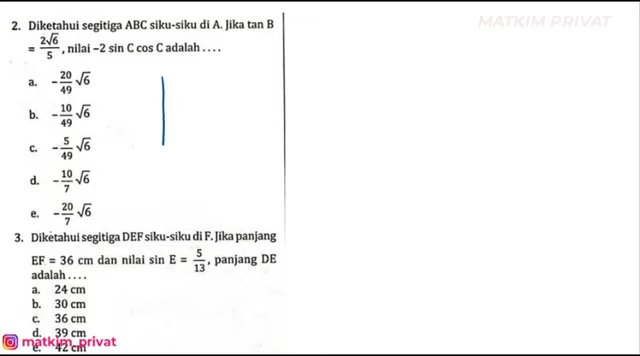 MATKIM PRIVAT
2. Diketahui segitiga ABC siku-siku di A. Jika tan B
= 2√6/5, nilai –2 sin C cos C adalah . . . .
a. -20/49 √6
b. -10/49 √6
c. -5/49 √6
d. -10/7 √6
e. -20/7 √6
3. Diketahui segitiga DEF siku-siku di F. Jika panjang
EF = 36 cm dan nilai sin E = 5/13, panjang DE
adalah . . . .
a. 24 cm
b. 30 cm
c. 36 cm
d. 39 cm
e. 42 cm
matkim_privat